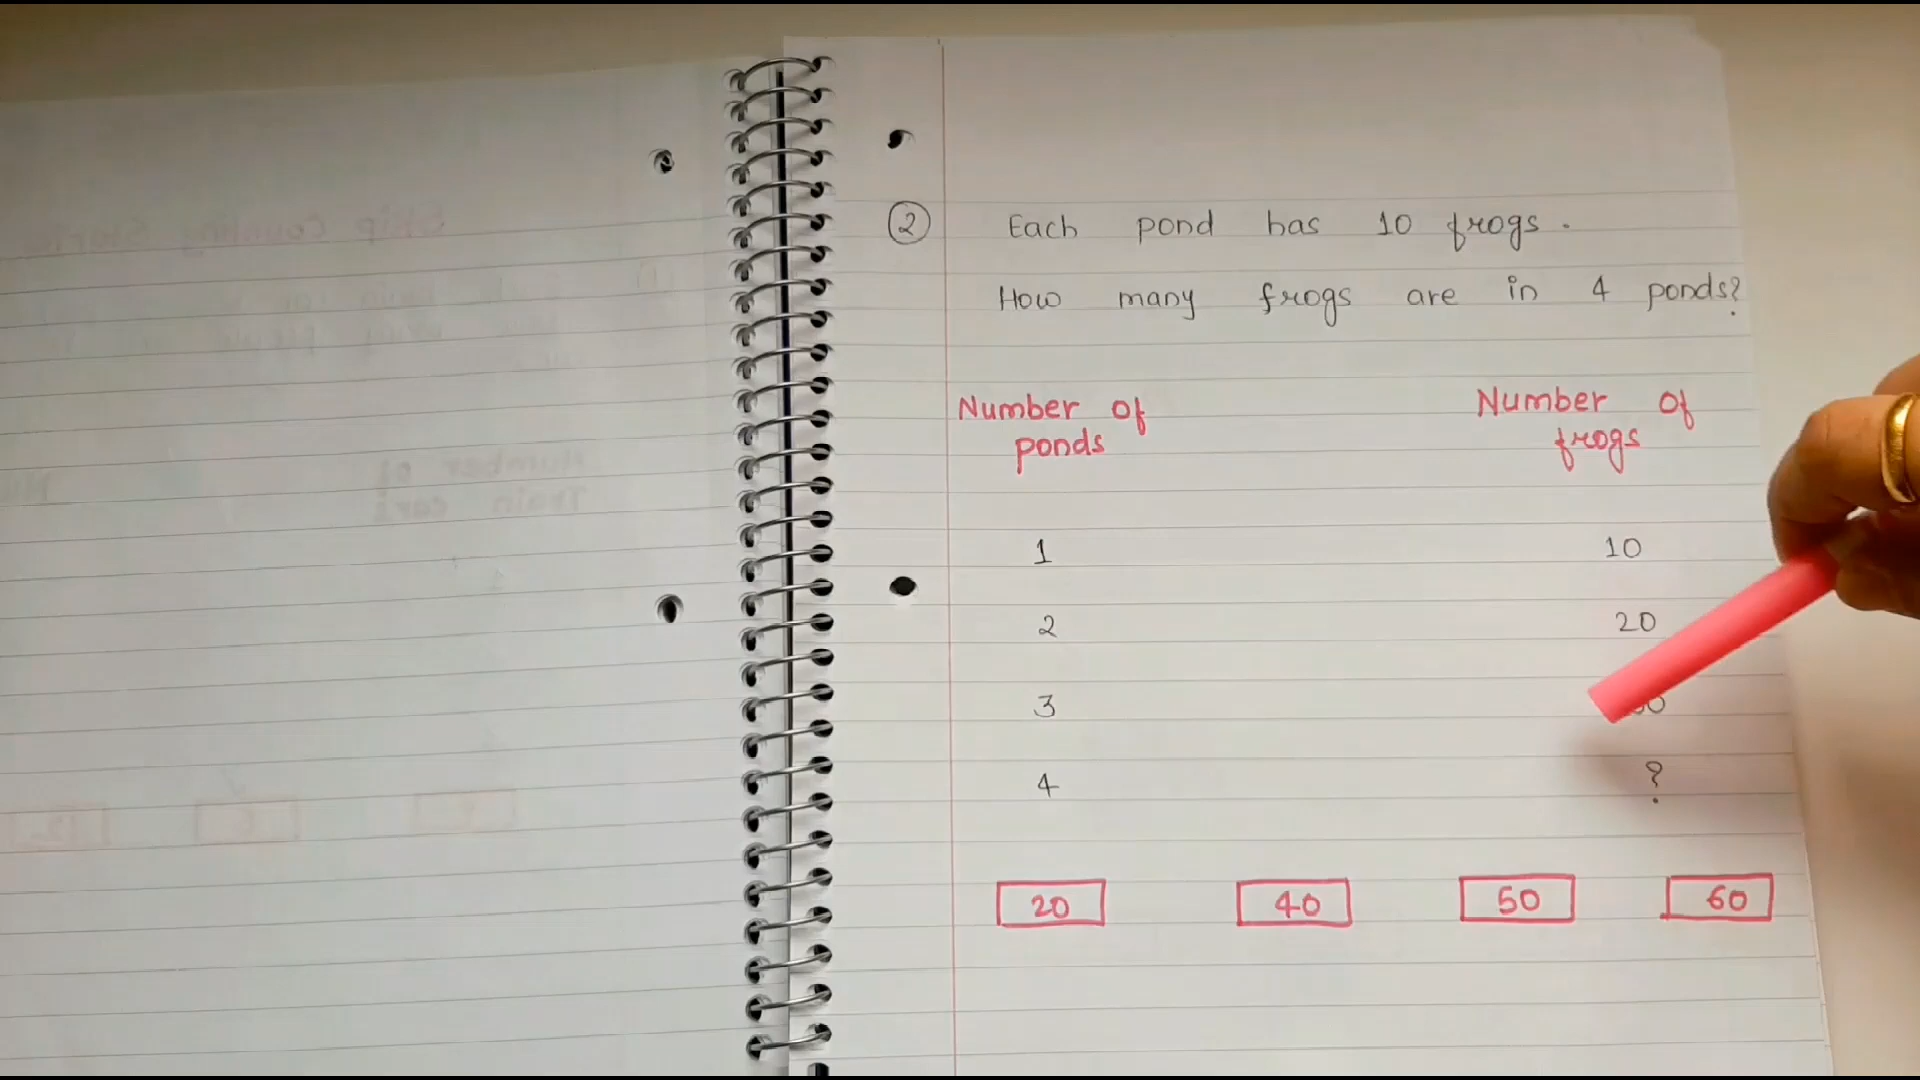 ② Each pond has 10 frogs.
How many frogs are in 4 ponds?
Number of ponds
Number of frogs
1 10
2 20
3
4 ?
20 40 50 60